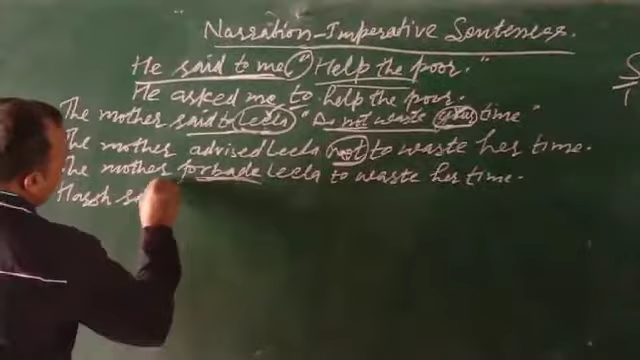 Narration-Imperative Sentences.
He said to me, "Help the poor."
He asked me to help the poor.
The mother said to Leela "Do not waste your time"
The mother advised Leela not to waste her time.
The mother forbade Leela to waste her time.
Harsh sa